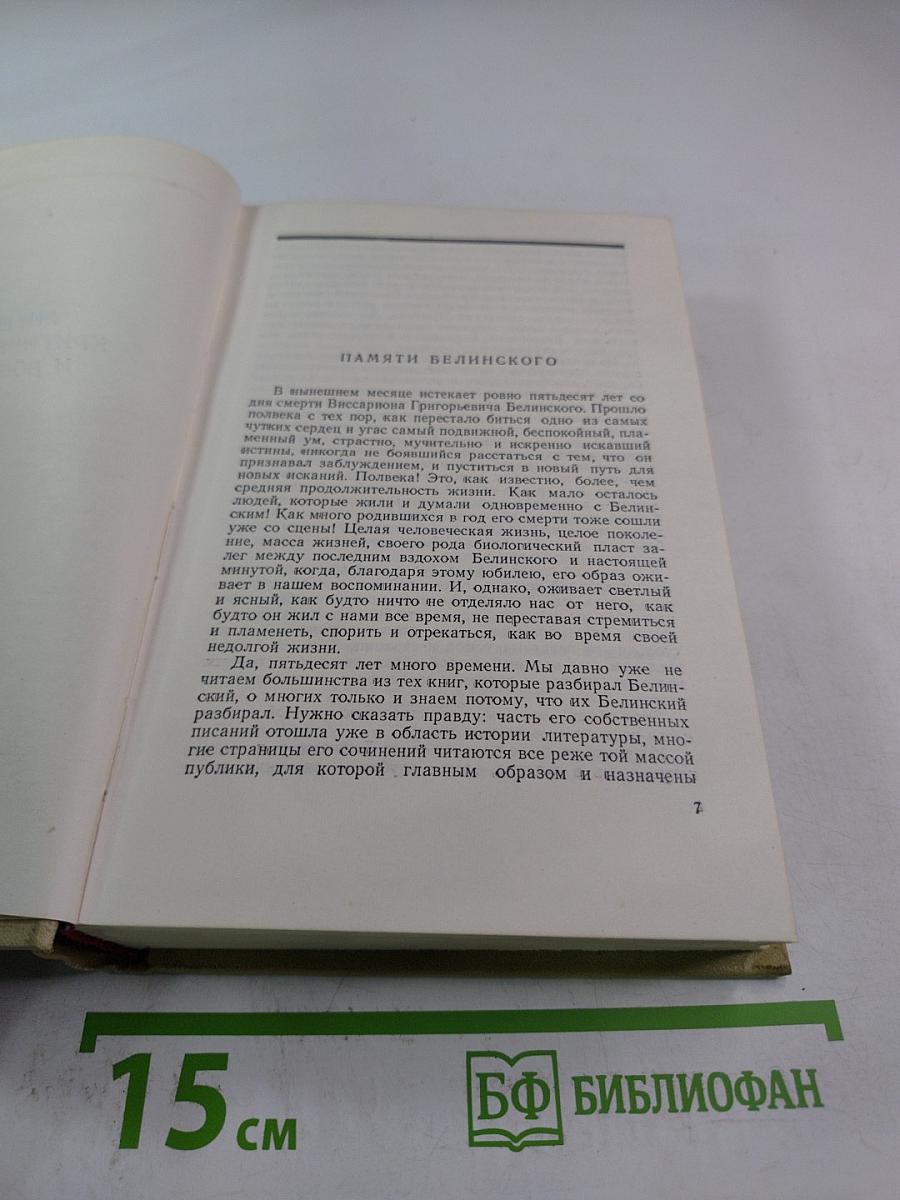 ПАМЯТИ БЕЛИНСКОГО
В нынешнем месяце истекает ровно пятьдесят лет со
дня смерти Виссариона Григорьевича Белинского. Прошло
полвека с тех пор, как перестало биться одно из самых
чутких сердец и угас самый подвижной, беспокойный, пла-
менный ум, страстно, мучительно и искренно искавший
истины, никогда не боявшийся расстаться с тем, что он
признавал заблуждением, и пуститься в новый путь для
новых исканий. Полвека! Это, как известно, более, чем
средняя продолжительность жизни. Как мало осталось
людей, которые жили и думали одновременно с Белин-
ским! Как много родившихся в год его смерти тоже сошли
уже со сцены! Целая человеческая жизнь, целое поколе-
ние, масса жизней, своего рода биологический пласт за-
лег между последним вздохом Белинского и настоящей
минутой, когда, благодаря этому юбилею, его образ ожи-
вает в нашем воспоминании. И, однако, оживает светлый
и ясный, как будто ничто не отделяло нас от него, как
будто он жил с нами все время, не переставая стремиться
и пламенеть, спорить и отрекаться, как во время своей
недолгой жизни.
Да, пятьдесят лет много времени. Мы давно уже не
читаем большинства из тех книг, которые разбирал Белин-
ский, о многих только и знаем потому, что их Белинский
разбирал. Нужно сказать правду: часть его собственных
писаний отошла уже в область истории литературы, мно-
гие страницы его сочинений читаются все реже той массой
публики, для которой главным образом и назначены
7
15 см
БФ БИБЛИОФАН